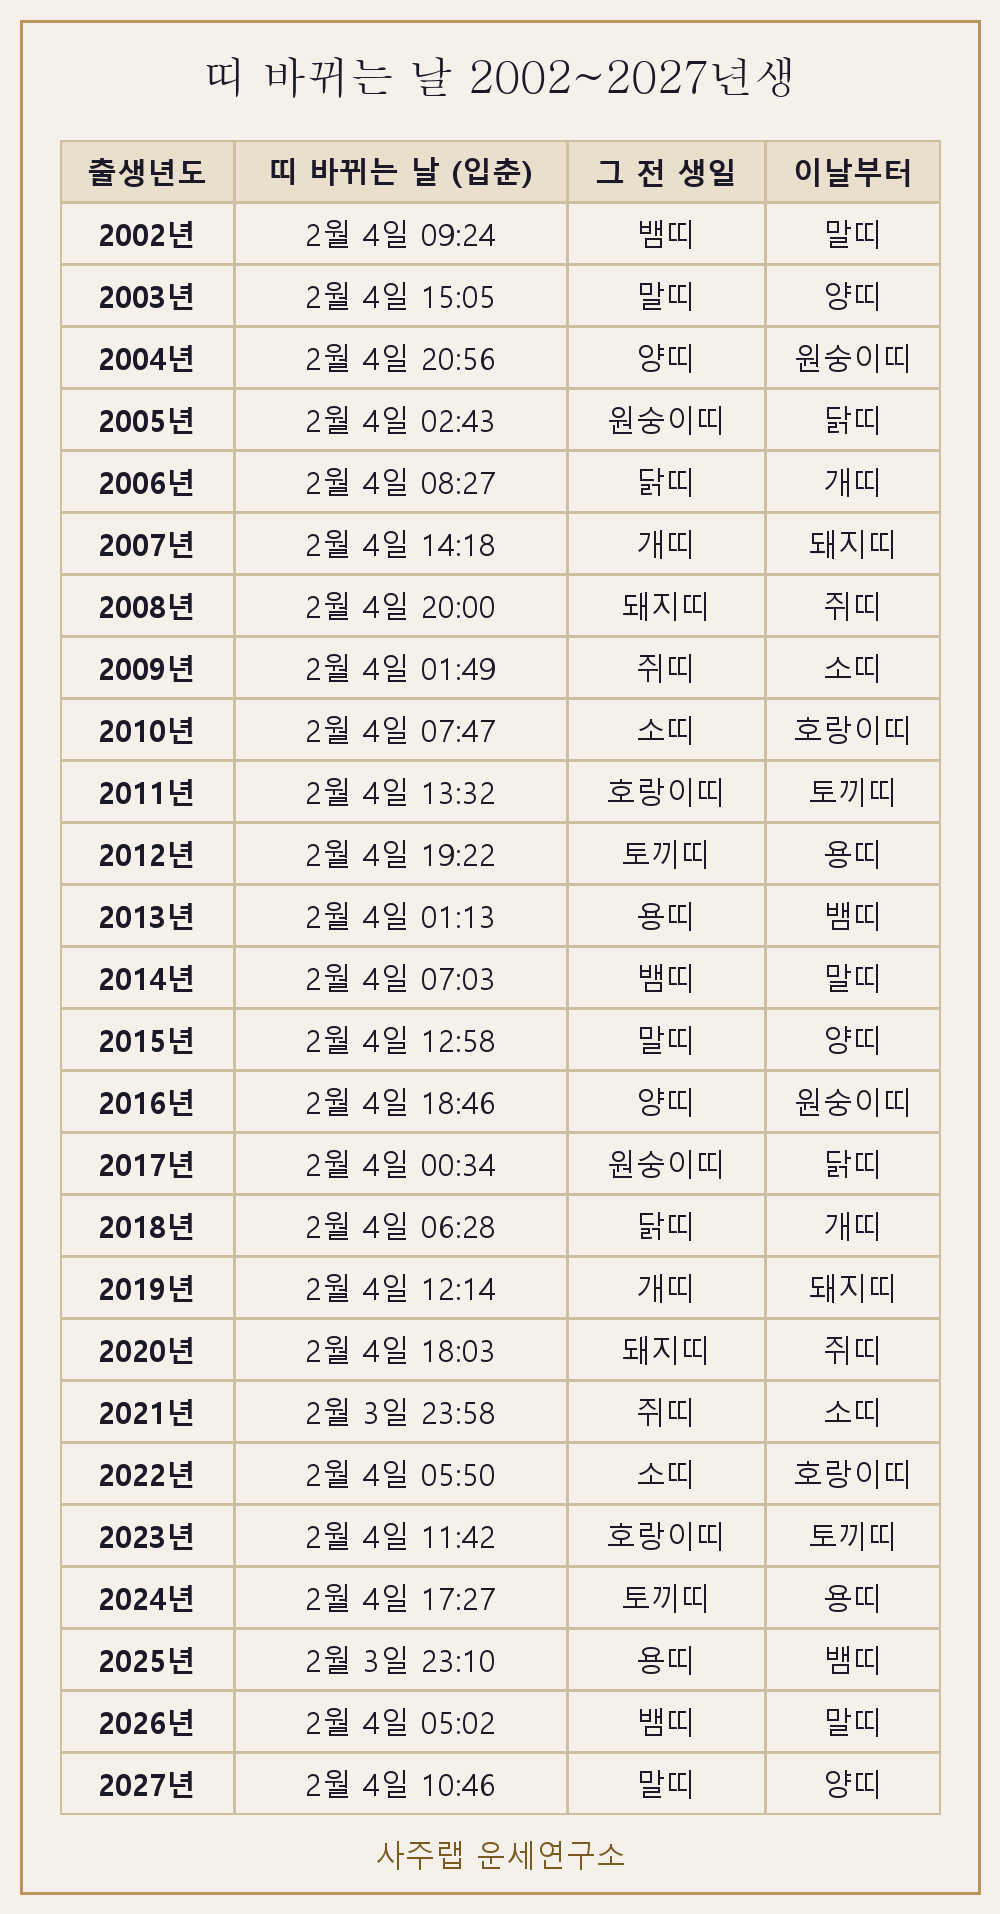 띠 바뀌는 날 2002~2027년생
출생년도 띠 바뀌는 날 (입춘) 그 전 생일 이날부터
2002년 2월 4일 09:24 뱀띠 말띠
2003년 2월 4일 15:05 말띠 양띠
2004년 2월 4일 20:56 양띠 원숭이띠
2005년 2월 4일 02:43 원숭이띠 닭띠
2006년 2월 4일 08:27 닭띠 개띠
2007년 2월 4일 14:18 개띠 돼지띠
2008년 2월 4일 20:00 돼지띠 쥐띠
2009년 2월 4일 01:49 쥐띠 소띠
2010년 2월 4일 07:47 소띠 호랑이띠
2011년 2월 4일 13:32 호랑이띠 토끼띠
2012년 2월 4일 19:22 토끼띠 용띠
2013년 2월 4일 01:13 용띠 뱀띠
2014년 2월 4일 07:03 뱀띠 말띠
2015년 2월 4일 12:58 말띠 양띠
2016년 2월 4일 18:46 양띠 원숭이띠
2017년 2월 4일 00:34 원숭이띠 닭띠
2018년 2월 4일 06:28 닭띠 개띠
2019년 2월 4일 12:14 개띠 돼지띠
2020년 2월 4일 18:03 돼지띠 쥐띠
2021년 2월 3일 23:58 쥐띠 소띠
2022년 2월 4일 05:50 소띠 호랑이띠
2023년 2월 4일 11:42 호랑이띠 토끼띠
2024년 2월 4일 17:27 토끼띠 용띠
2025년 2월 3일 23:10 용띠 뱀띠
2026년 2월 4일 05:02 뱀띠 말띠
2027년 2월 4일 10:46 말띠 양띠
사주랩 운세연구소